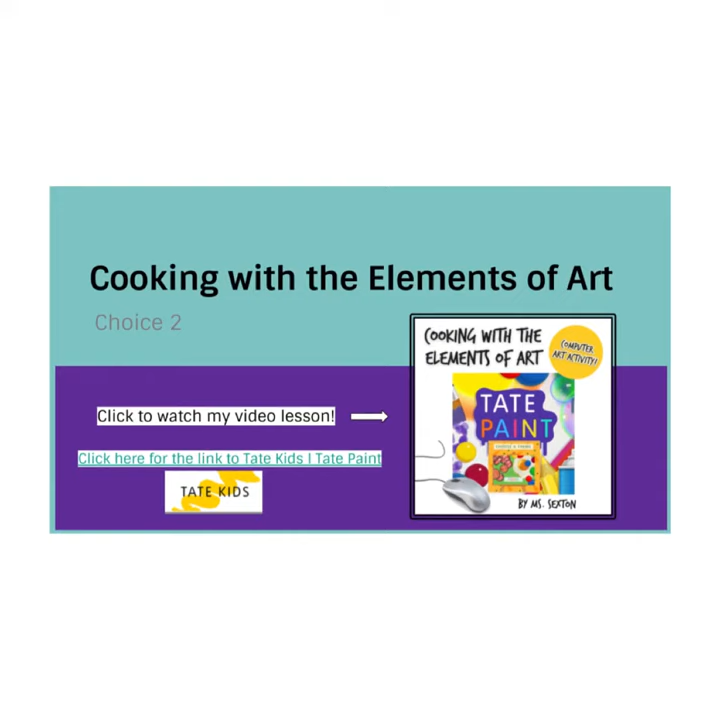 Cooking with the Elements of Art
Choice 2
Click to watch my video lesson!
Click here for the link to Tate Kids | Tate Paint
TATE KIDS
COOKING WITH THE
ELEMENTS OF ART
COMPUTER
ART ACTIVITY!
TATE
PAINT
BY MS. SEXTON